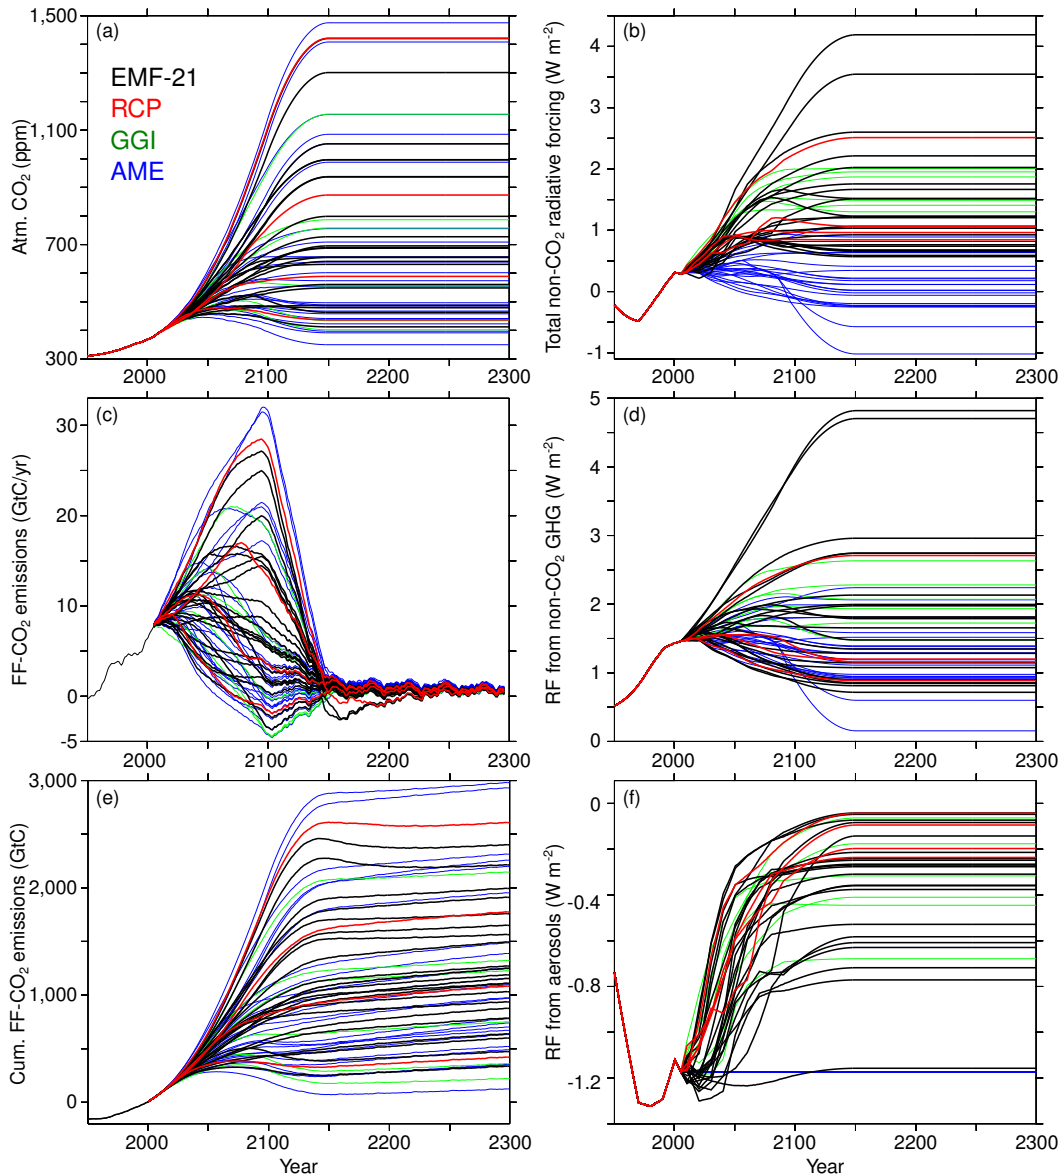 (a)
EMF-21
RCP
GGI
AME
Atm. CO2 (ppm)
1,500
1,100
700
300
2000
2100
2200
2300
(b)
Total non-CO2 radiative forcing (W m-2)
4
3
2
1
0
-1
2000
2100
2200
2300
(c)
FF-CO2 emissions (GtC/yr)
30
20
10
0
-5
2000
2100
2200
2300
(d)
RF from non-CO2 GHG (W m-2)
5
4
3
2
1
0
2000
2100
2200
2300
(e)
Cum. FF-CO2 emissions (GtC)
3,000
2,000
1,000
0
2000
2100
2200
2300
Year
(f)
RF from aerosols (W m-2)
0
-0.4
-0.8
-1.2
2000
2100
2200
2300
Year